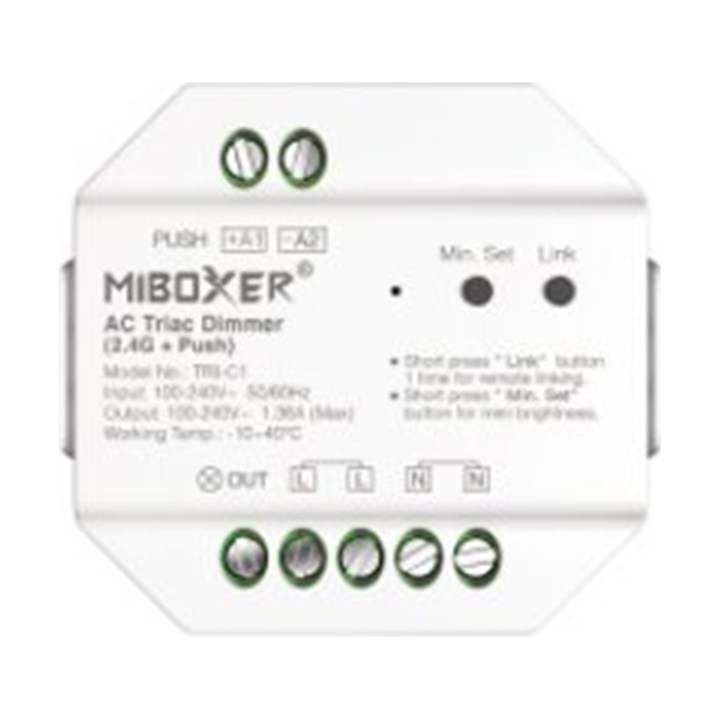 PUSH +A1 -A2
Min. Set Link
MiBOXER®
AC Triac Dimmer
(2.4G + Push)
Model No.: TRI-C1
Input: 100-240V~ 50/60Hz
Output: 100-240V~ 1.36A (Max)
Working Temp.: -10~40°C
• Short press " Link" button
1 time for remote linking.
• Short press " Min. Set"
button for mini brightness.
OUT L L N N